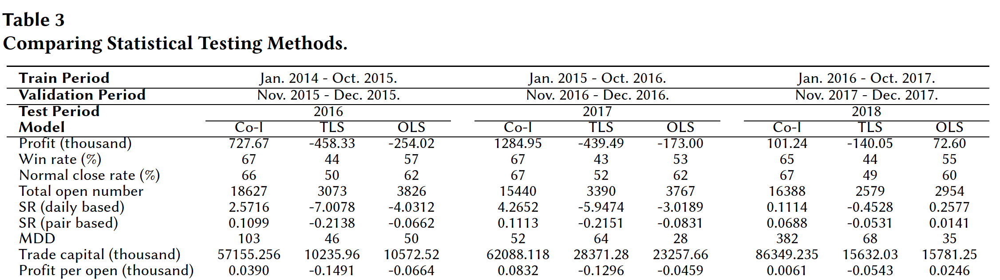 Table 3
Comparing Statistical Testing Methods.
Train Period Jan. 2014 - Oct. 2015. Jan. 2015 - Oct. 2016. Jan. 2016 - Oct. 2017.
Validation Period Nov. 2015 - Dec. 2015. Nov. 2016 - Dec. 2016. Nov. 2017 - Dec. 2017.
Test Period 2016 2017 2018
Model Co-I TLS OLS Co-I TLS OLS Co-I TLS OLS
Profit (thousand) 727.67 -458.33 -254.02 1284.95 -439.49 -173.00 101.24 -140.05 72.60
Win rate (%) 67 44 57 67 43 53 65 44 55
Normal close rate (%) 66 50 62 67 52 62 67 49 60
Total open number 18627 3073 3826 15440 3390 3767 16388 2579 2954
SR (daily based) 2.5716 -7.0078 -4.0312 4.2652 -5.9474 -3.0189 0.1114 -0.4528 0.2577
SR (pair based) 0.1099 -0.2138 -0.0662 0.1113 -0.2151 -0.0831 0.0688 -0.0531 0.0141
MDD 103 46 50 52 64 28 382 68 35
Trade capital (thousand) 57155.256 10235.96 10572.52 62088.118 28371.28 23257.66 86349.235 15632.03 15781.25
Profit per open (thousand) 0.0390 -0.1491 -0.0664 0.0832 -0.1296 -0.0459 0.0061 -0.0543 0.0246